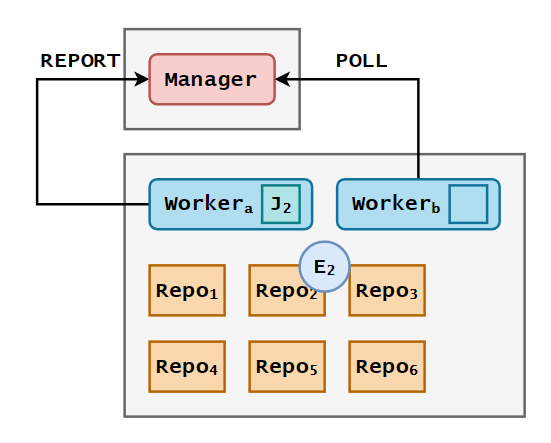 REPORT
POLL
Manager
Workerₐ
J₂
Worker_b
E₂
Repo₁
Repo₂
Repo₃
Repo₄
Repo₅
Repo₆